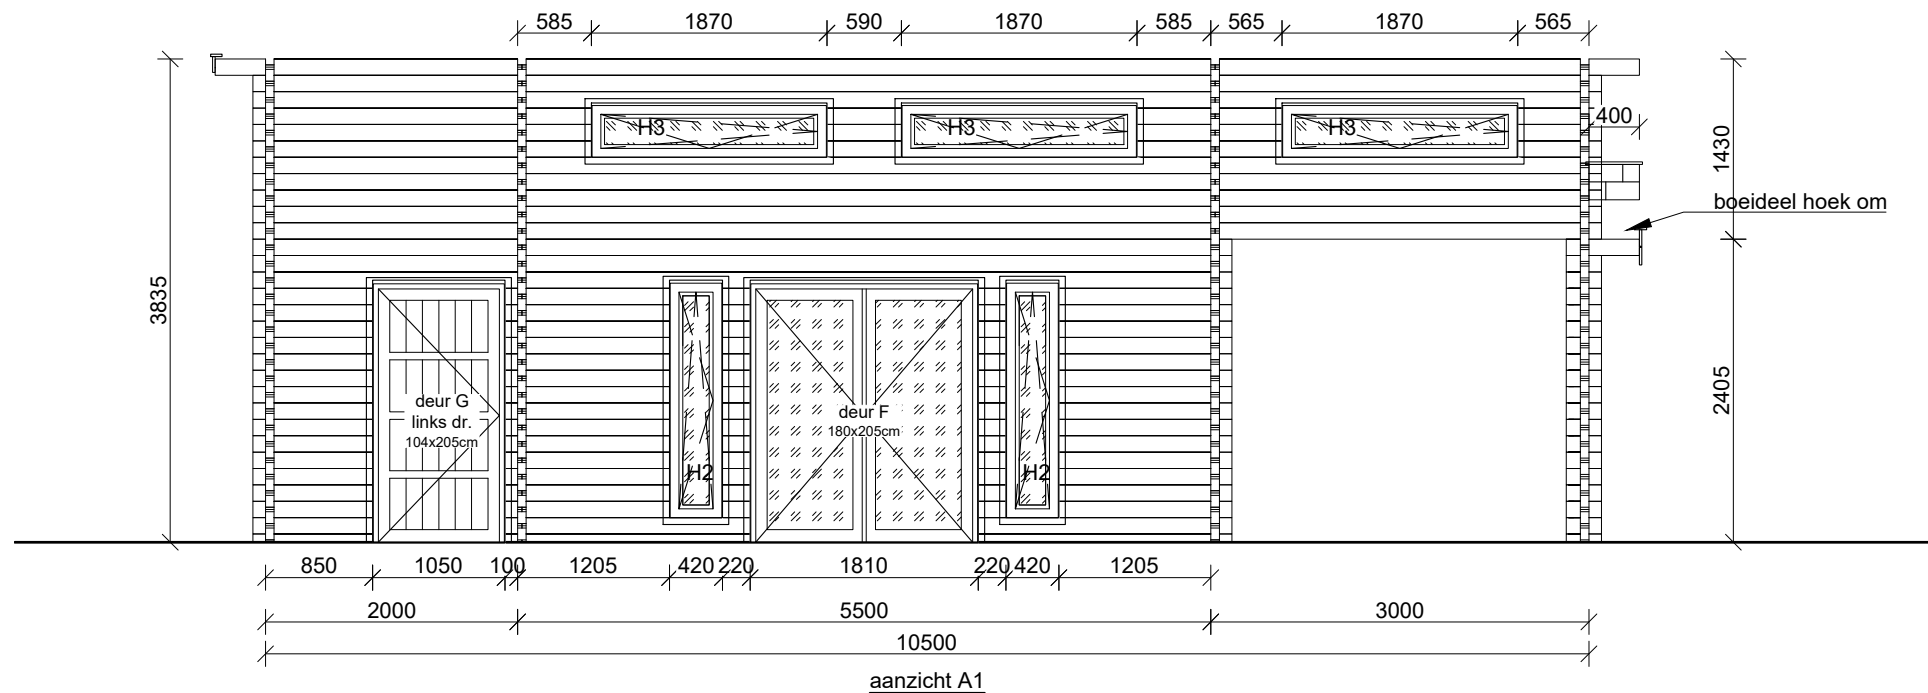 585 1870 590 1870 585 565 1870 565
H3 H3 H3
400
1430
boeideel hoek om
3835
2405
deur G
links dr.
104x205cm
deur F
180x205cm
H2 H2
850 1050 100 1205 420 220 1810 220 420 1205
2000 5500 3000
10500
aanzicht A1